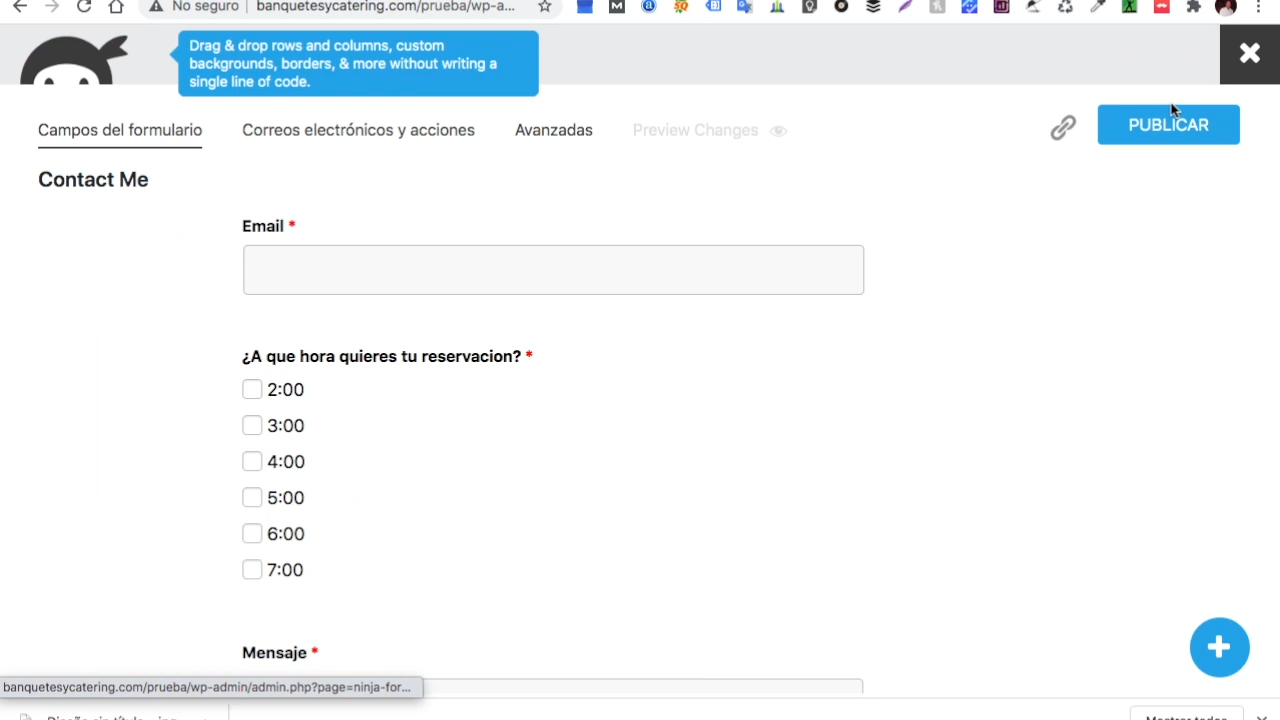 No seguro
banquetesycatering.com/prueba/wp-a...
Drag & drop rows and columns, custom
backgrounds, borders, & more without writing a
single line of code.
Campos del formulario
Correos electrónicos y acciones
Avanzadas
Preview Changes
PUBLICAR
Contact Me
Email *
¿A que hora quieres tu reservacion? *
2:00
3:00
4:00
5:00
6:00
7:00
Mensaje *
banquetesycatering.com/prueba/wp-admin/admin.php?page=ninja-for...